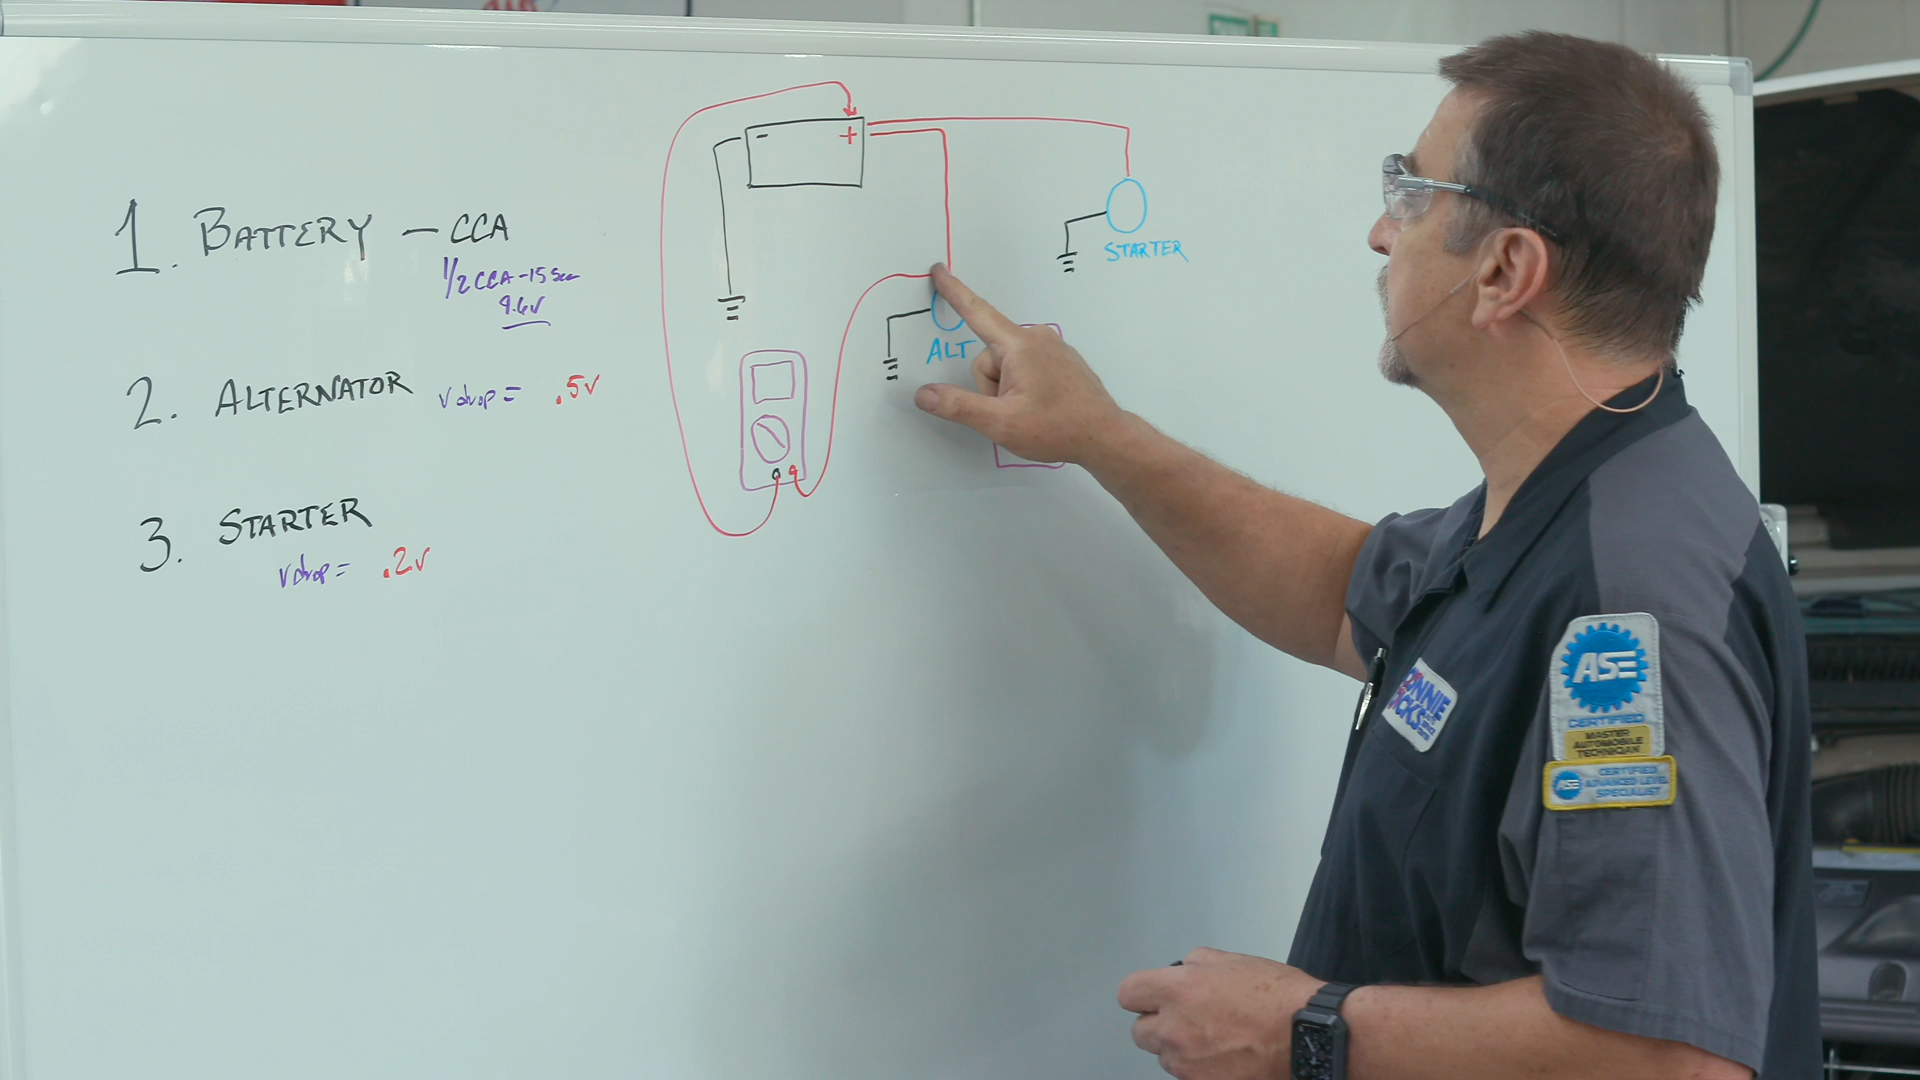 1. BATTERY – CCA
1/2 CCA - 15 Sec
9.6V
2. ALTERNATOR Vdrop = .5V
3. STARTER
Vdrop = .2V
- +
STARTER
ALT
ASE
CERTIFIED
MASTER
AUTOMOBILE
TECHNICIAN
ASE
CERTIFIED
ADVANCED LEVEL
SPECIALIST